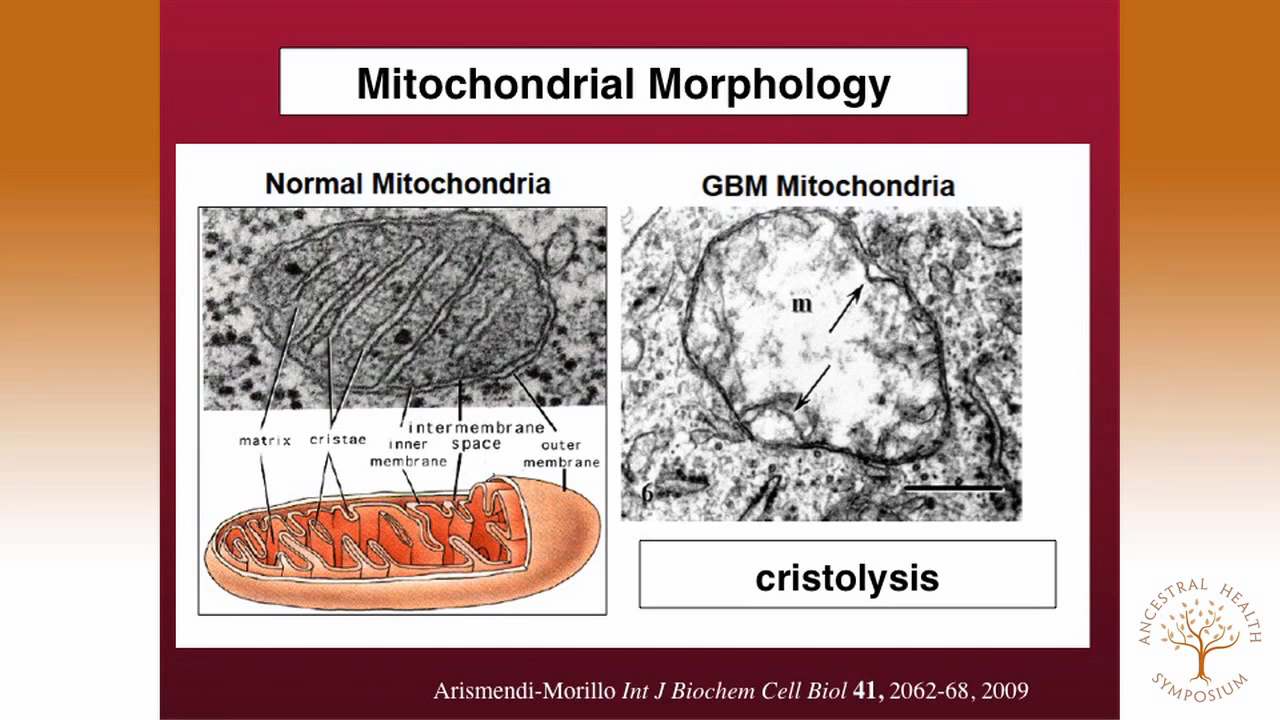 Mitochondrial Morphology
Normal Mitochondria
GBM Mitochondria
m
6
matrix
cristae
inner
membrane
intermembrane
space
outer
membrane
cristolysis
Arismendi-Morillo Int J Biochem Cell Biol 41, 2062-68, 2009
ANCESTRAL HEALTH
SYMPOSIUM